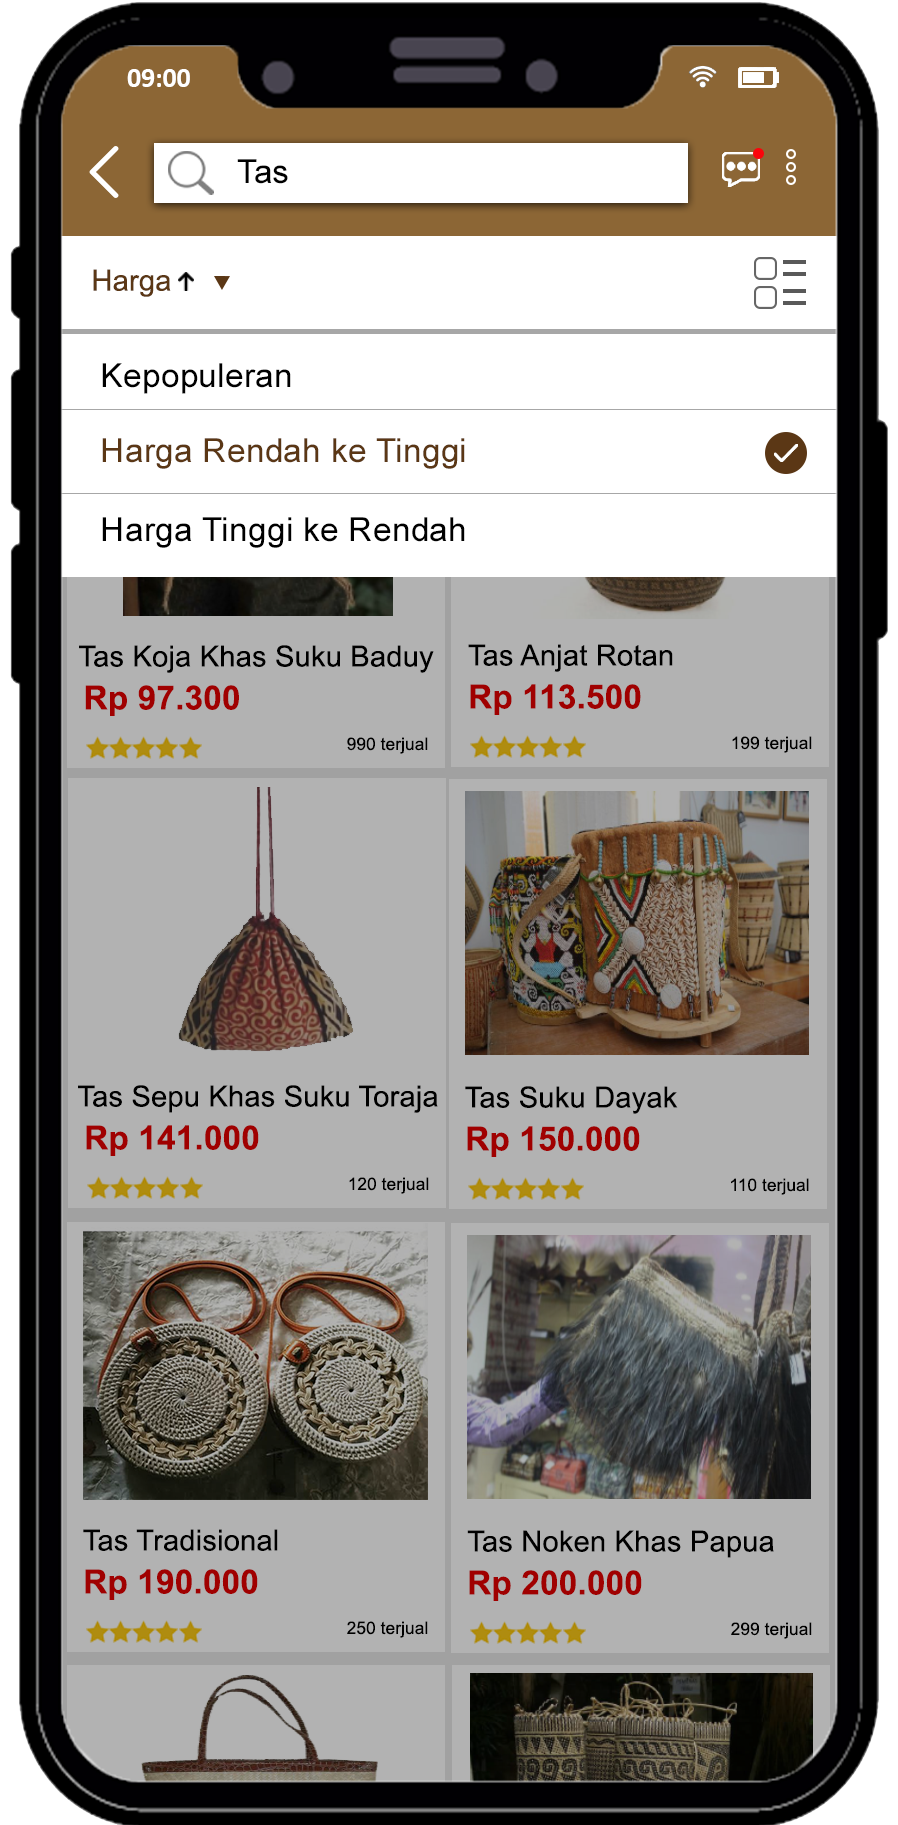 09:00
Tas
Harga
Kepopuleran
Harga Rendah ke Tinggi
Harga Tinggi ke Rendah
Tas Koja Khas Suku Baduy
Rp 97.300
990 terjual
Tas Anjat Rotan
Rp 113.500
199 terjual
Tas Sepu Khas Suku Toraja
Rp 141.000
120 terjual
Tas Suku Dayak
Rp 150.000
110 terjual
Tas Tradisional
Rp 190.000
250 terjual
Tas Noken Khas Papua
Rp 200.000
299 terjual